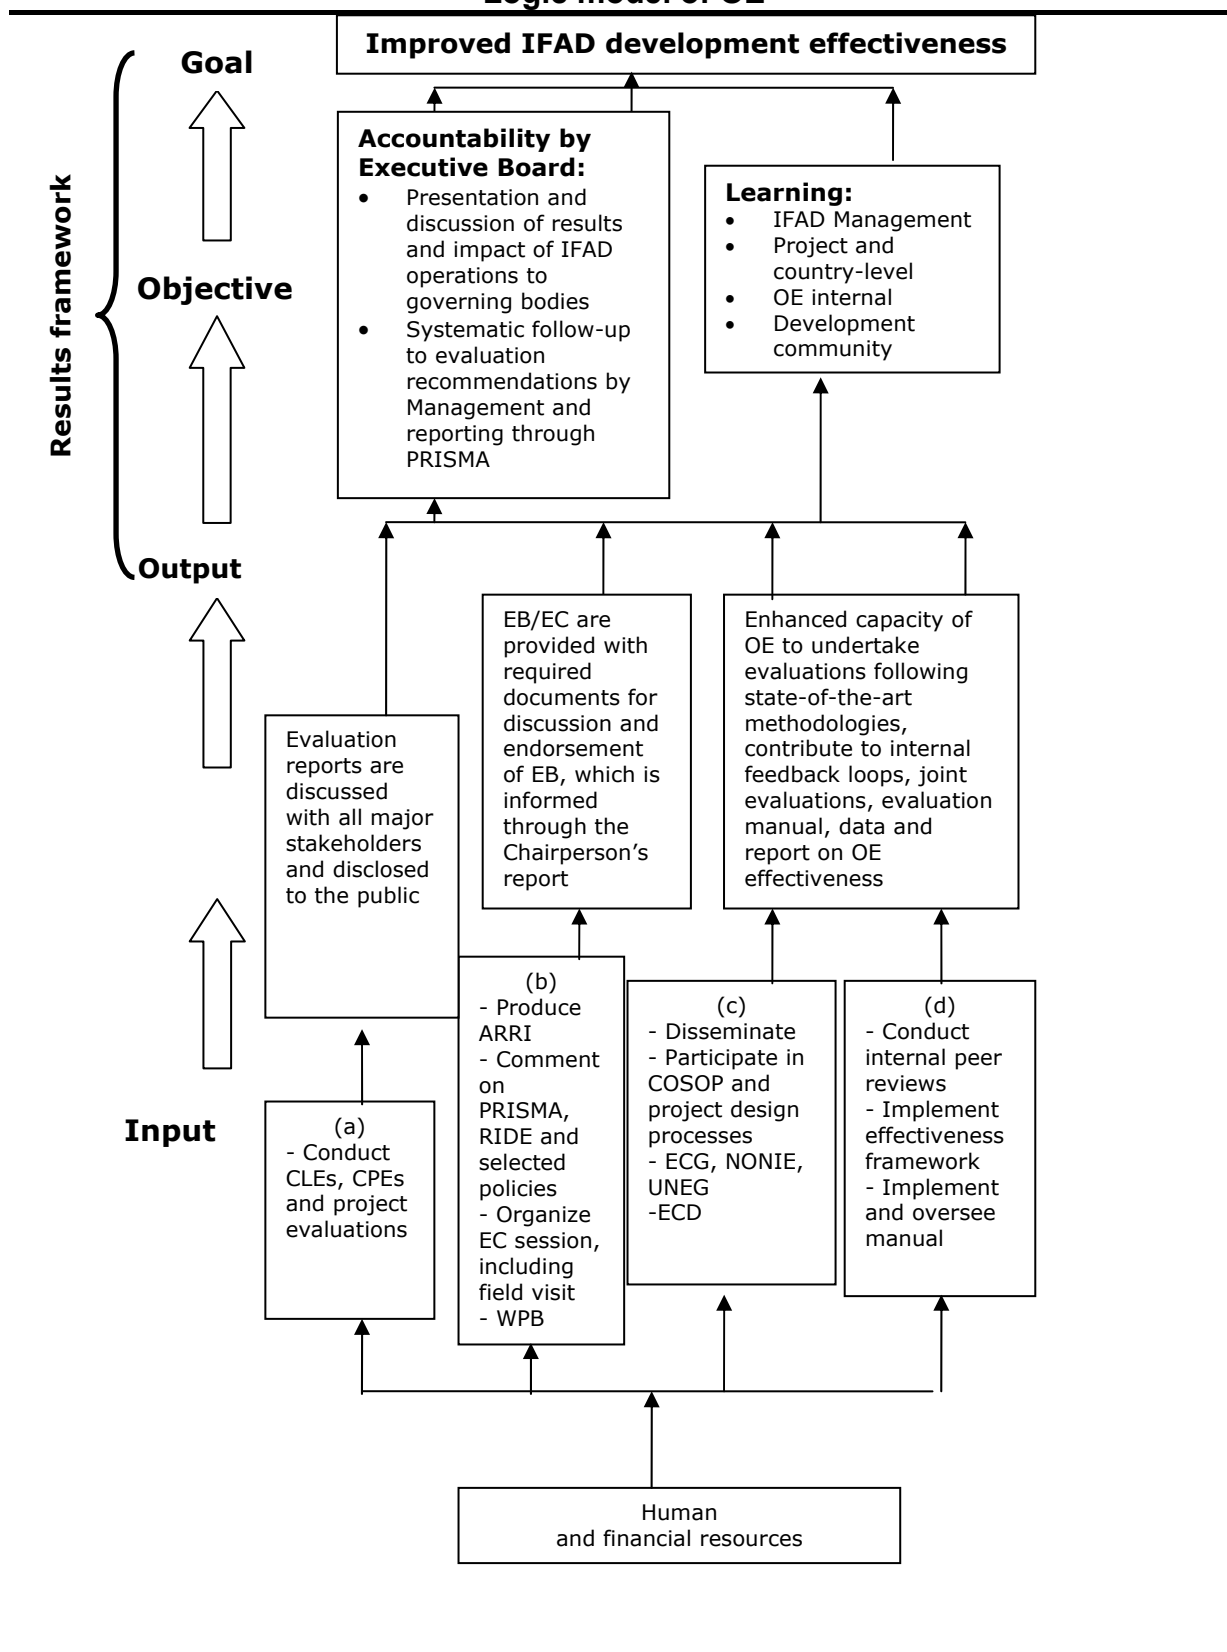 Logic model of OE
Improved IFAD development effectiveness
Goal
Results framework
Objective
Accountability by
Executive Board:
• Presentation and
discussion of results
and impact of IFAD
operations to
governing bodies
• Systematic follow-up
to evaluation
recommendations by
Management and
reporting through
PRISMA
Learning:
• IFAD Management
• Project and
country-level
• OE internal
• Development
community
Output
Evaluation
reports are
discussed
with all major
stakeholders
and disclosed
to the public
EB/EC are
provided with
required
documents for
discussion and
endorsement
of EB, which is
informed
through the
Chairperson’s
report
Enhanced capacity of
OE to undertake
evaluations following
state-of-the-art
methodologies,
contribute to internal
feedback loops, joint
evaluations, evaluation
manual, data and
report on OE
effectiveness
Input
(a)
- Conduct
CLEs, CPEs
and project
evaluations
(b)
- Produce
ARRI
- Comment
on
PRISMA,
RIDE and
selected
policies
- Organize
EC session,
including
field visit
- WPB
(c)
- Disseminate
- Participate in
COSOP and
project design
processes
- ECG, NONIE,
UNEG
-ECD
(d)
- Conduct
internal peer
reviews
- Implement
effectiveness
framework
- Implement
and oversee
manual
Human
and financial resources